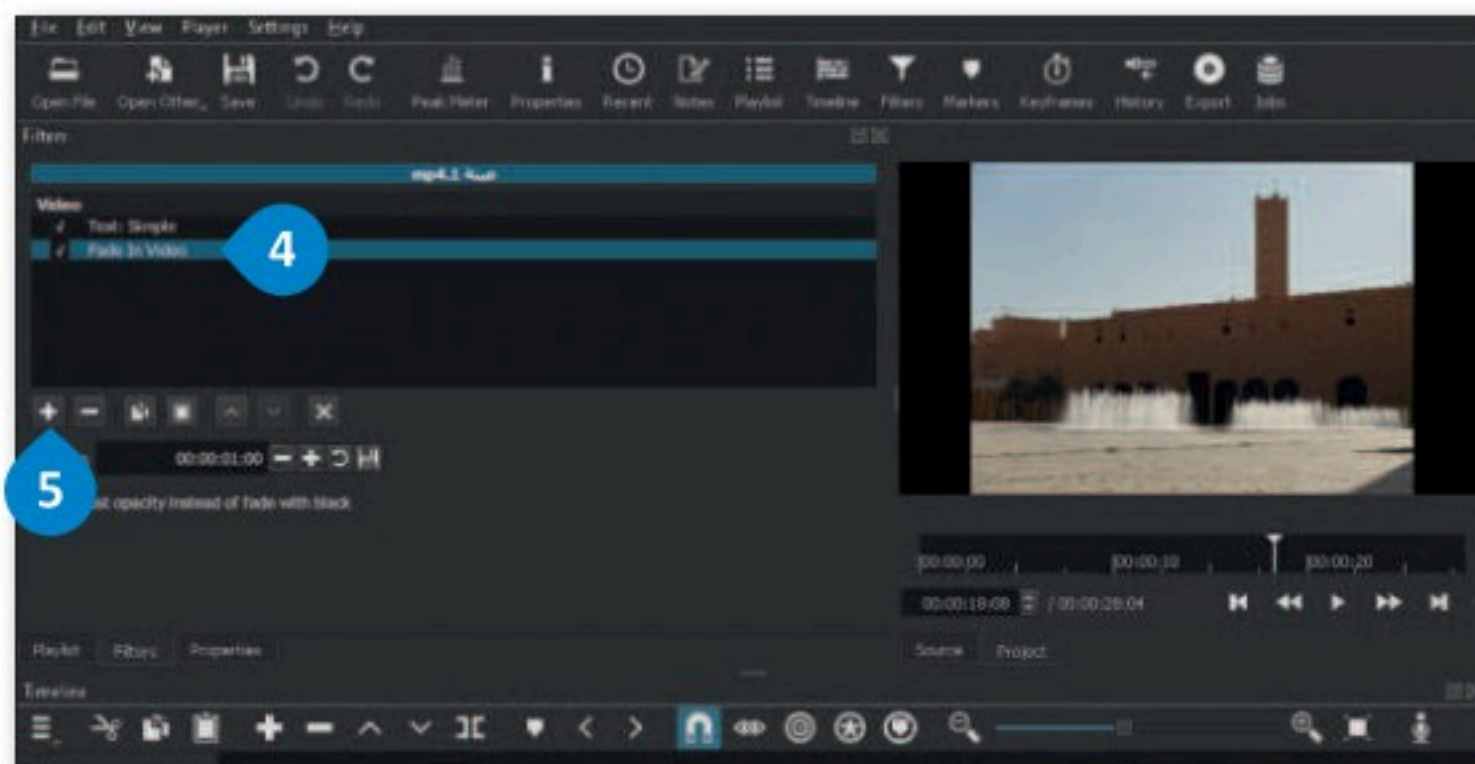 File Edit View Player Settings Help
Open File Open Other... Save Undo Redo Peak Meter Properties Recent Notes Playlist Timeline Filters Markers Keyframes History Export Jobs
Filters
mp4.1
Video
Text: Simple
Fade In Video
4
5
00:00:01:00
opacity instead of fade with black
00:00:00 00:00:10 00:00:20
00:00:18:08 / 00:00:28:04
Playlist Filters Properties
Source Project
Timeline